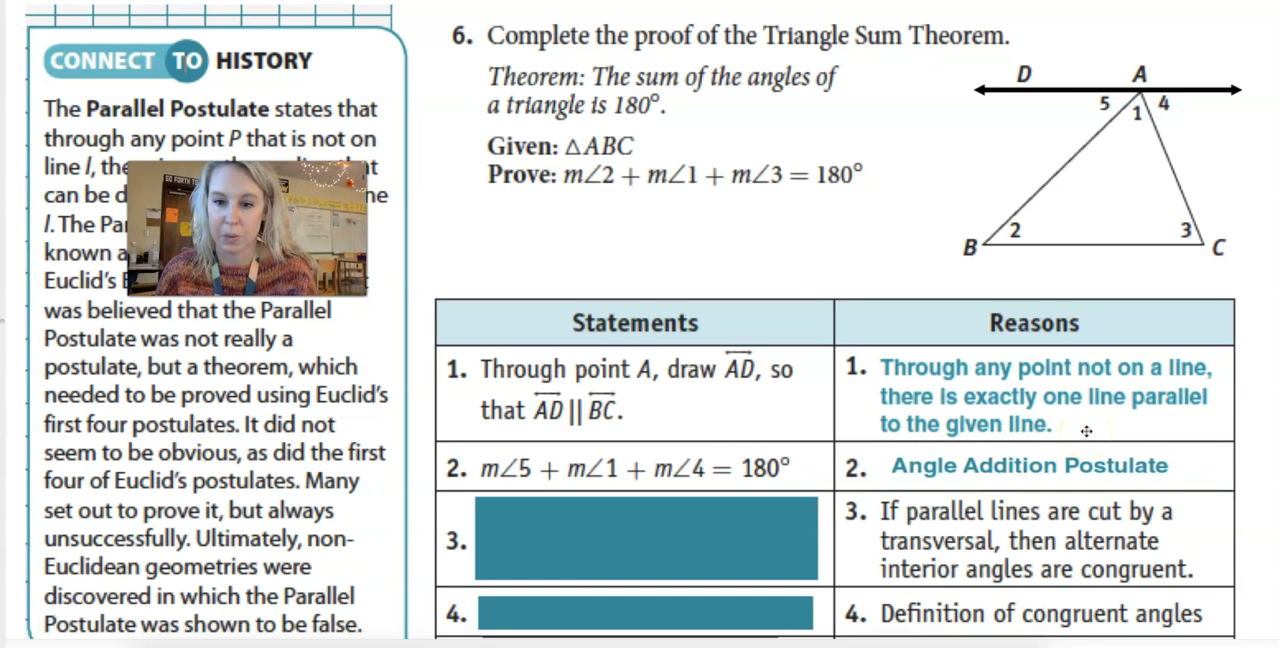 CONNECT TO HISTORY
The Parallel Postulate states that
through any point P that is not on
line l, the
can be d ne
l. The Par
known a
Euclid's
was believed that the Parallel
Postulate was not really a
postulate, but a theorem, which
needed to be proved using Euclid's
first four postulates. It did not
seem to be obvious, as did the first
four of Euclid's postulates. Many
set out to prove it, but always
unsuccessfully. Ultimately, non-
Euclidean geometries were
discovered in which the Parallel
Postulate was shown to be false.
6. Complete the proof of the Triangle Sum Theorem.
Theorem: The sum of the angles of
a triangle is 180°.
Given: △ABC
Prove: m∠2 + m∠1 + m∠3 = 180°
D A
5 1 4
2 3
B C
Statements Reasons
1. Through point A, draw AD, so
that AD || BC.
1. Through any point not on a line,
there is exactly one line parallel
to the given line.
2. m∠5 + m∠1 + m∠4 = 180°
2. Angle Addition Postulate
3.
3. If parallel lines are cut by a
transversal, then alternate
interior angles are congruent.
4.
4. Definition of congruent angles